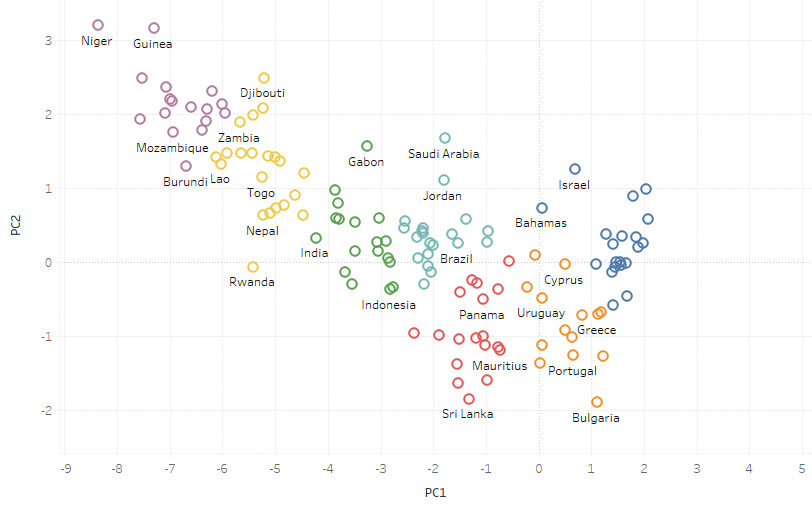 3
Niger
Guinea
Djibouti
2
Zambia
Mozambique
Gabon
Saudi Arabia
Burundi
Lao
Israel
1
Togo
Jordan
Bahamas
PC2
Nepal
India
Brazil
0
Rwanda
Cyprus
Indonesia
Panama
Uruguay
Greece
-1
Mauritius
Portugal
Sri Lanka
Bulgaria
-2
-9 -8 -7 -6 -5 -4 -3 -2 -1 0 1 2 3 4 5
PC1